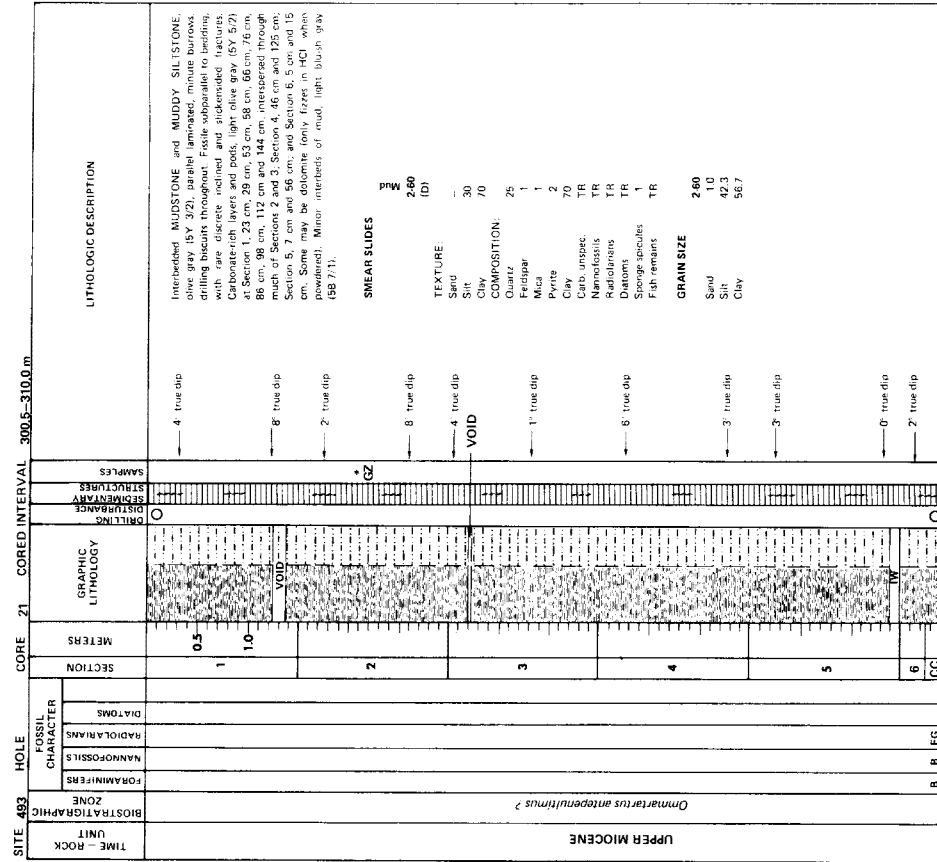 SITE 493 HOLE CORE 21 CORED INTERVAL 300.5–310.0 m
TIME – ROCK
UNIT
BIOSTRATIGRAPHIC
ZONE
FOSSIL
CHARACTER
FORAMINIFERS
NANNOFOSSILS
RADIOLARIANS
DIATOMS
SECTION
METERS
GRAPHIC
LITHOLOGY
DRILLING
DISTURBANCE
SEDIMENTARY
STRUCTURES
SAMPLES
LITHOLOGIC DESCRIPTION
UPPER MIOCENE
Ommartartus antepenultimus ?
B
B
FG
1
2
3
4
5
6
CC
0.5
1.0
VOID
IW
*
GZ
4° true dip
8° true dip
2° true dip
8 true dip
4 true dip
VOID
1° true dip
6° true dip
3° true dip
3° true dip
0° true dip
2° true dip
Interbedded MUDSTONE and MUDDY SILTSTONE,
olive gray (5Y 3/2), parallel laminated, minute burrows,
drilling biscuits throughout. Fissile subparallel to bedding,
with rare discrete inclined and slickensided fractures.
Carbonate-rich layers and pods, light olive gray (5Y 5/2)
at Section 1, 23 cm, 29 cm, 53 cm, 58 cm, 66 cm, 76 cm,
86 cm, 98 cm, 112 cm and 144 cm, interspersed through
much of Sections 2 and 3; Section 4, 46 cm and 125 cm;
Section 5, 7 cm and 56 cm; and Section 6, 5 cm and 15
cm. Some may be dolomite (only fizzes in HCl when
powdered). Minor interbeds of mud, light bluish gray
(5B 7/1).
SMEAR SLIDES
Mud
2-60
(D)
TEXTURE:
Sand –
Silt 30
Clay 70
COMPOSITION:
Quartz 25
Feldspar 1
Mica 1
Pyrite 2
Clay 70
Carb. unspec. TR
Nannofossils TR
Radiolarians TR
Diatoms TR
Sponge spicules 1
Fish remains TR
GRAIN SIZE
2-60
Sand 1.0
Silt 42.3
Clay 56.7